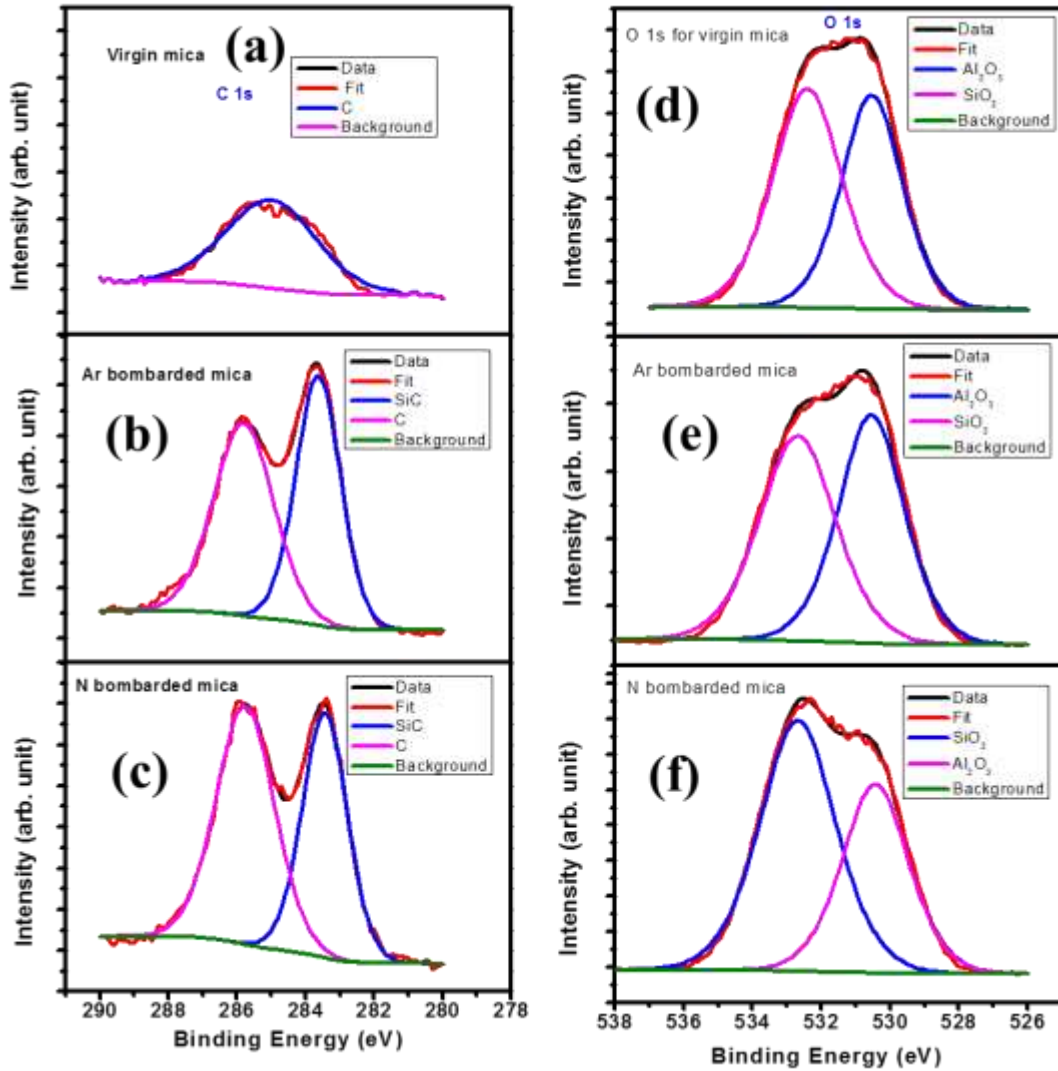 (a)
Virgin mica
C 1s
Data
Fit
C
Background
Intensity (arb. unit)
(b)
Ar bombarded mica
Data
Fit
SiC
C
Background
Intensity (arb. unit)
(c)
N bombarded mica
Data
Fit
SiC
C
Background
Intensity (arb. unit)
290 288 286 284 282 280 278
Binding Energy (eV)
(d)
O 1s
O 1s for virgin mica
Data
Fit
Al₂O₃
SiO₂
Background
Intensity (arb. unit)
(e)
Ar bombarded mica
Data
Fit
Al₂O₃
SiO₂
Background
Intensity (arb. unit)
(f)
N bombarded mica
Data
Fit
SiO₂
Al₂O₃
Background
Intensity (arb. unit)
538 536 534 532 530 528 526
Binding Energy (eV)